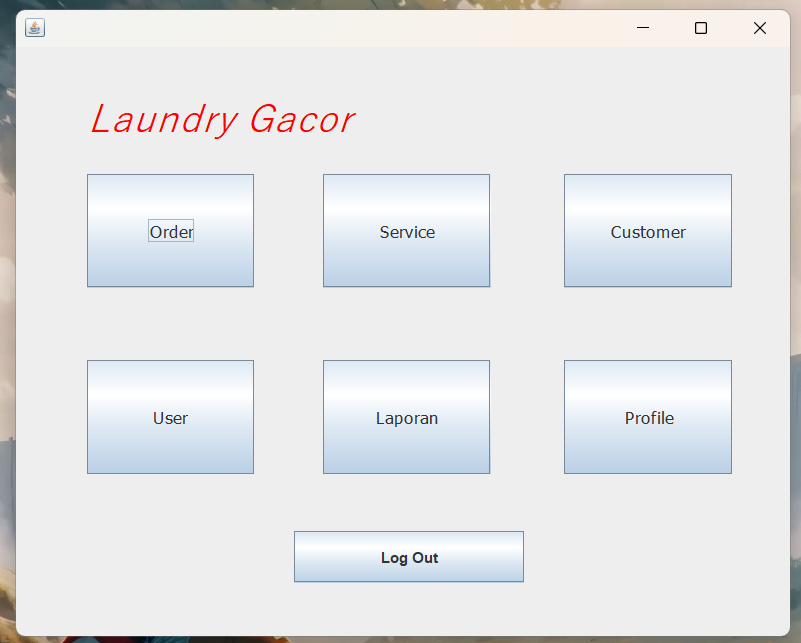 Laundry Gacor
Order
Service
Customer
User
Laporan
Profile
Log Out